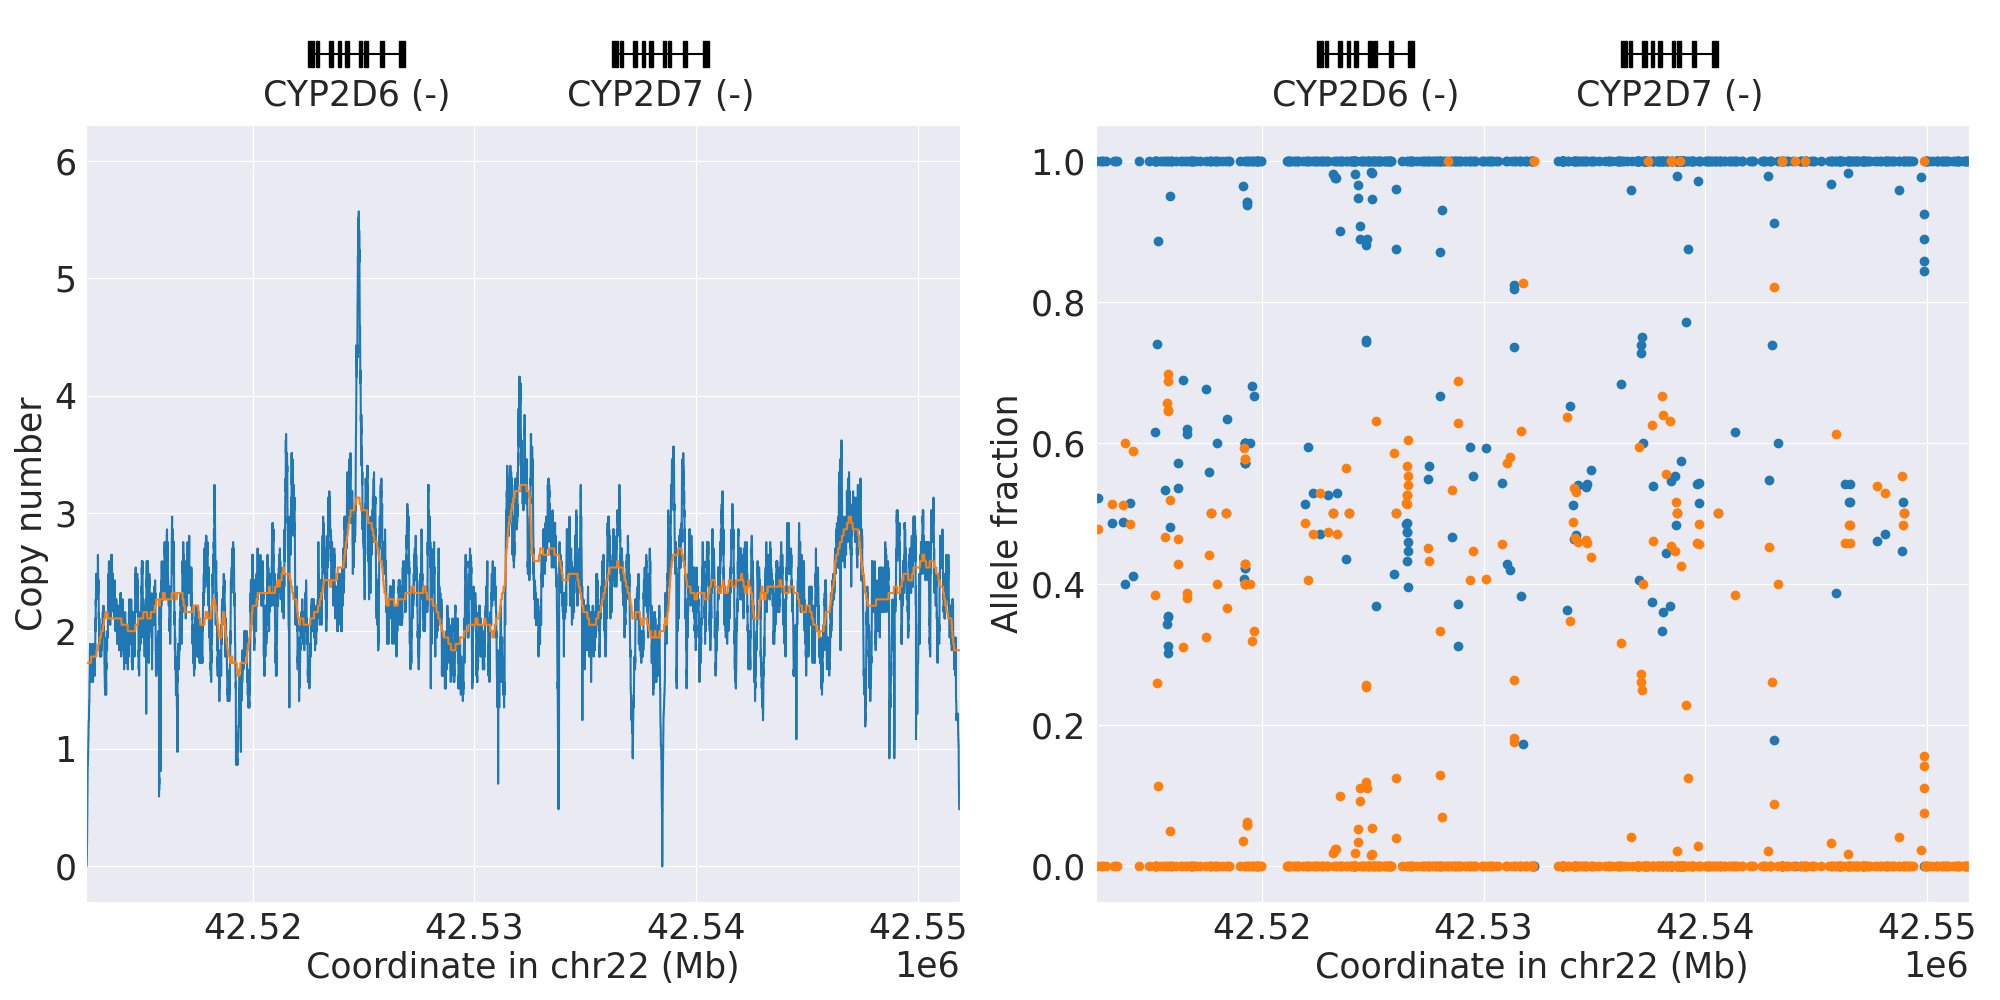 CYP2D6 (-) CYP2D7 (-)
6
5
4
3
2
1
0
Copy number
42.52 42.53 42.54 42.55
Coordinate in chr22 (Mb)
1e6
CYP2D6 (-) CYP2D7 (-)
1.0
0.8
0.6
0.4
0.2
0.0
Allele fraction
42.52 42.53 42.54 42.55
Coordinate in chr22 (Mb)
1e6